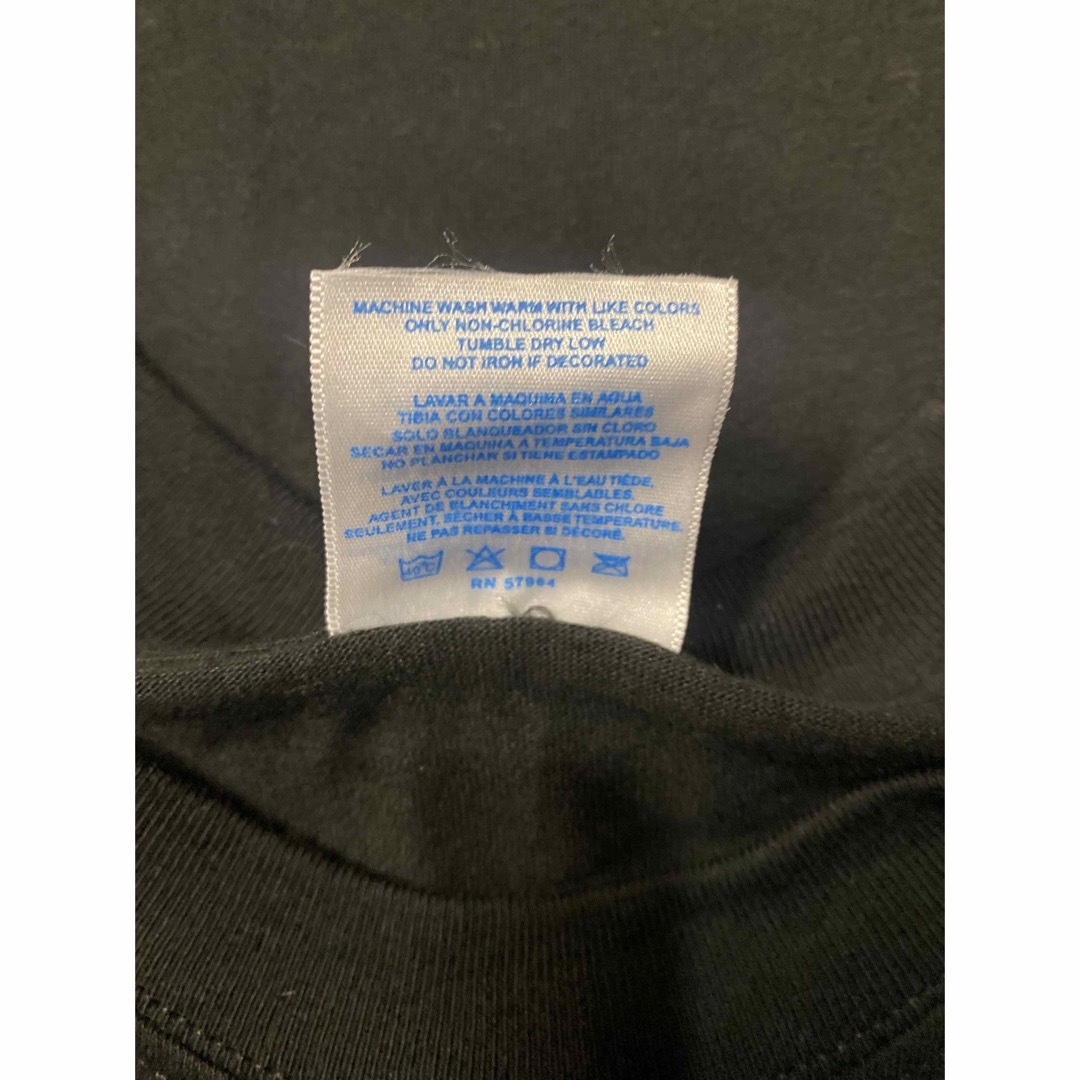 MACHINE WASH WARM WITH LIKE COLORS
ONLY NON-CHLORINE BLEACH
TUMBLE DRY LOW
DO NOT IRON IF DECORATED
LAVAR A MAQUINA EN AGUA
TIBIA CON COLORES SIMILARES
SOLO BLANQUEADOR SIN CLORO
SECAR EN MAQUINA A TEMPERATURA BAJA
NO PLANCHAR SI TIENE ESTAMPADO
LAVER À LA MACHINE À L'EAU TIÈDE,
AVEC COULEURS SEMBLABLES.
AGENT DE BLANCHIMENT SANS CHLORE
SEULEMENT. SÉCHER À BASSE TEMPERATURE.
NE PAS REPASSER SI DÉCORÉ.
40°C
RN 57904